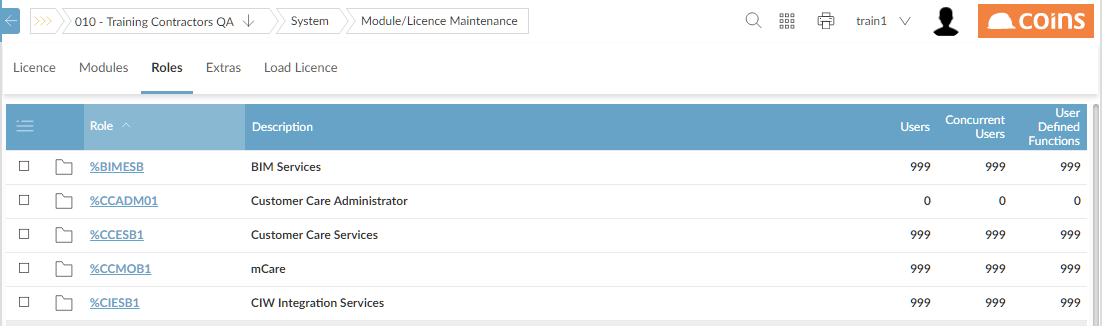 010 - Training Contractors QA System Module/Licence Maintenance train1 coins
Licence Modules Roles Extras Load Licence
Role Description Users Concurrent Users User Defined Functions
%BIMESB BIM Services 999 999 999
%CCADM01 Customer Care Administrator 0 0 0
%CCESB1 Customer Care Services 999 999 999
%CCMOB1 mCare 999 999 999
%CIESB1 CIW Integration Services 999 999 999